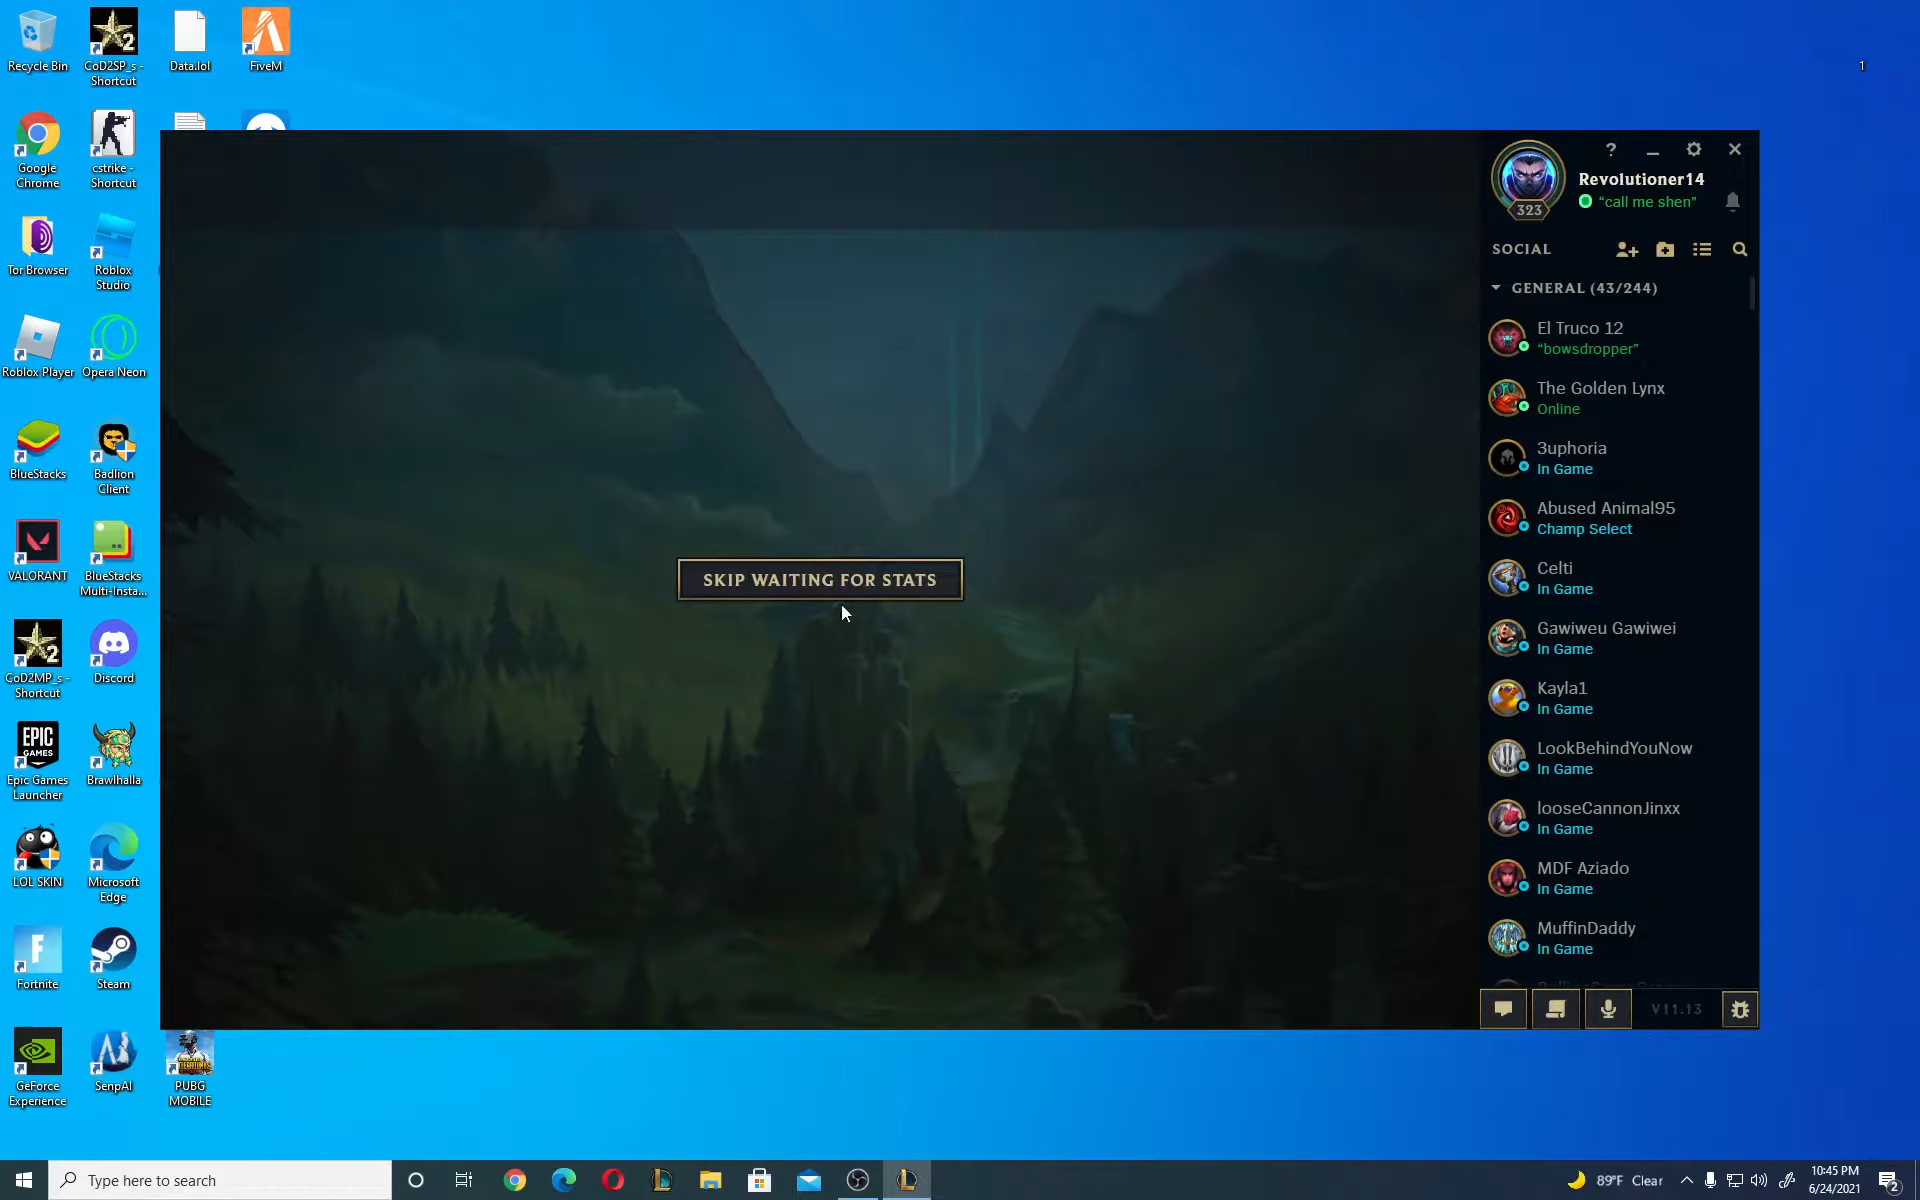 Recycle Bin
CoD2SP_s -
Shortcut
Data.lol
FiveM
1
Google
Chrome
cstrike -
Shortcut
Tor Browser
Roblox
Studio
Roblox Player
Opera Neon
BlueStacks
Badlion
Client
VALORANT
BlueStacks
Multi-Insta...
CoD2MP_s -
Shortcut
Discord
EPIC
GAMES
Epic Games
Launcher
Brawlhalla
LOL SKIN
Microsoft
Edge
Fortnite
Steam
GeForce
Experience
SenpAI
PUBG
MOBILE
SKIP WAITING FOR STATS
?
323
Revolutioner14
“call me shen”
SOCIAL
GENERAL (43/244)
El Truco 12
“bowsdropper”
The Golden Lynx
Online
3uphoria
In Game
Abused Animal95
Champ Select
Celti
In Game
Gawiweu Gawiwei
In Game
Kayla1
In Game
LookBehindYouNow
In Game
looseCannonJinxx
In Game
MDF Aziado
In Game
MuffinDaddy
In Game
V11.13
Type here to search
89°F Clear
10:45 PM
6/24/2021
2